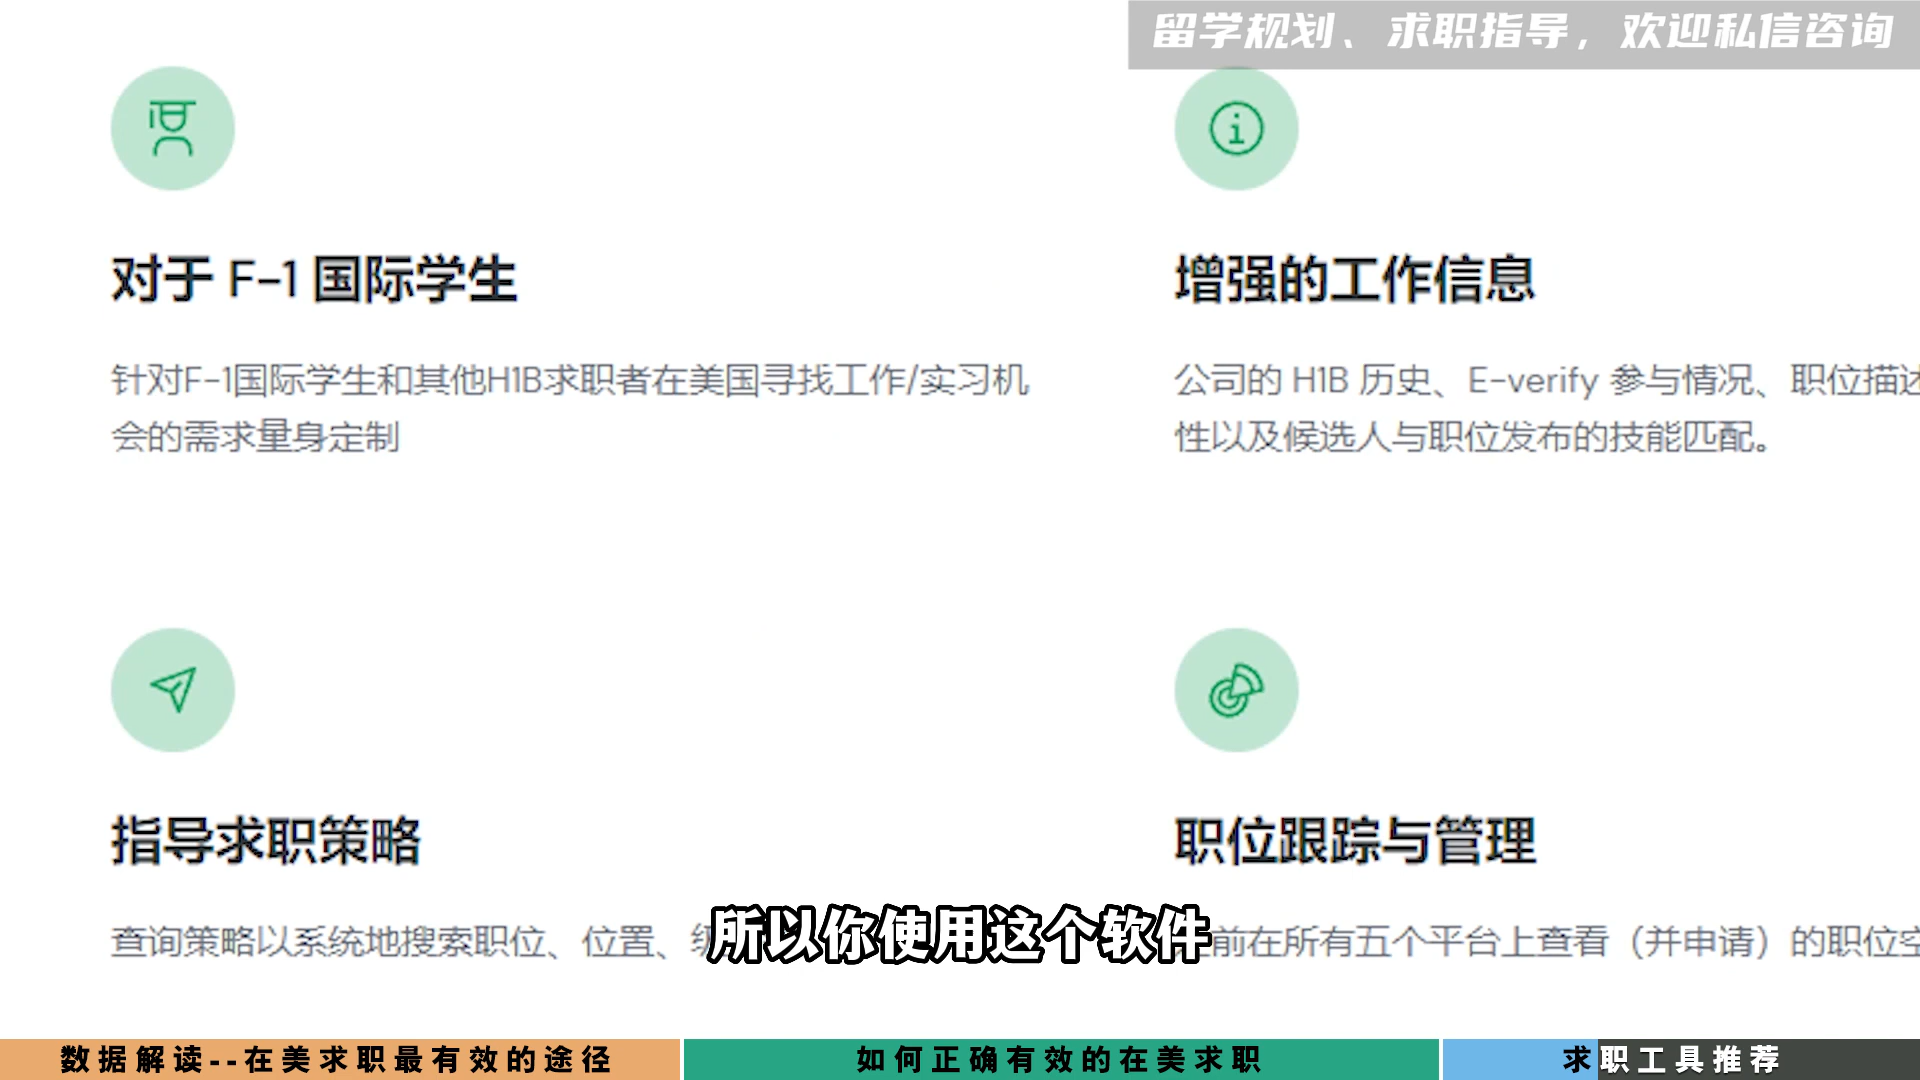 留学规划、求职指导，欢迎私信咨询
对于 F-1 国际学生
针对F-1国际学生和其他H1B求职者在美国寻找工作/实习机
会的需求量身定制
增强的工作信息
公司的 H1B 历史、E-verify 参与情况、职位描述
性以及候选人与职位发布的技能匹配。
指导求职策略
查询策略以系统地搜索职位、位置、
职位跟踪与管理
前在所有五个平台上查看（并申请）的职位空
所以你使用这个软件
数据解读--在美求职最有效的途径
如何正确有效的在美求职
求职工具推荐